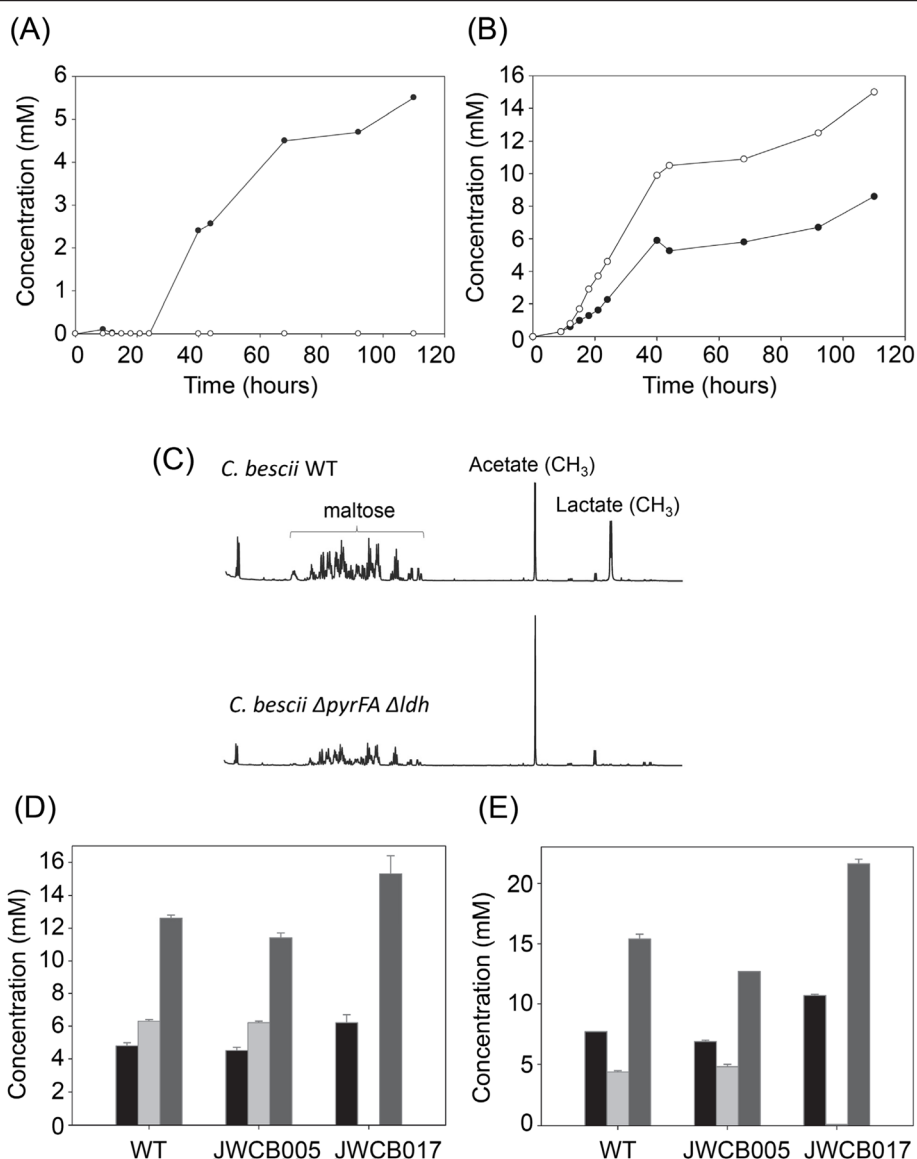 (A)
Concentration (mM)
6
5
4
3
2
1
0
0 20 40 60 80 100 120
Time (hours)
(B)
Concentration (mM)
16
14
12
10
8
6
4
2
0
0 20 40 60 80 100 120
Time (hours)
(C)
C. bescii WT
maltose
Acetate (CH₃)
Lactate (CH₃)
C. bescii ΔpyrFA Δldh
(D)
Concentration (mM)
16
14
12
10
8
6
4
2
0
WT JWCB005 JWCB017
(E)
Concentration (mM)
20
15
10
5
0
WT JWCB005 JWCB017